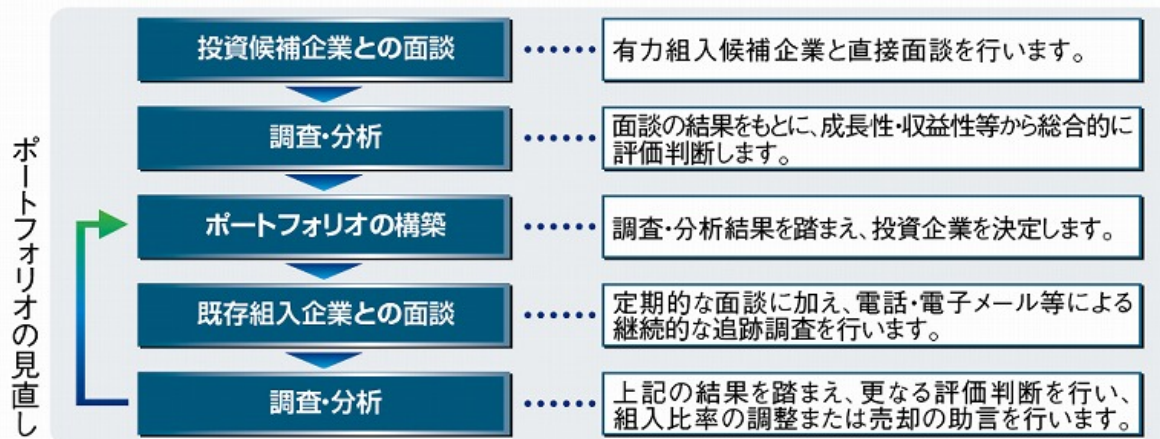 投資候補企業との面談
有力組入候補企業と直接面談を行います。
調査・分析
面談の結果をもとに、成長性・収益性等から総合的に
評価判断します。
ポートフォリオの構築
調査・分析結果を踏まえ、投資企業を決定します。
既存組入企業との面談
定期的な面談に加え、電話・電子メール等による
継続的な追跡調査を行います。
調査・分析
上記の結果を踏まえ、更なる評価判断を行い、
組入比率の調整または売却の助言を行います。
ポートフォリオの見直し